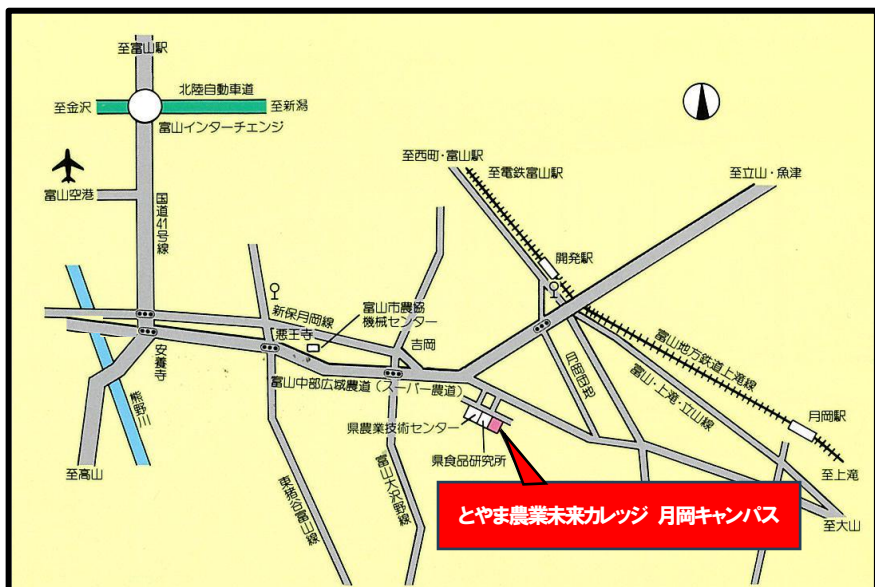 至富山駅
北陸自動車道
至金沢
至新潟
富山インターチェンジ
富山空港
国道41号線
至西町・富山駅
至電鉄富山駅
至立山・魚津
開発駅
新保月岡線
富山市農協
機械センター
悪王寺
吉岡
安養寺
富山中部広域農道(スーパー農道)
月岡団地
富山地方鉄道上滝線
富山・上滝・立山線
月岡駅
熊野川
県農業技術センター
県食品研究所
至高山
至上滝
東猪谷富山線
富山大沢野線
とやま農業未来カレッジ 月岡キャンパス
至大山